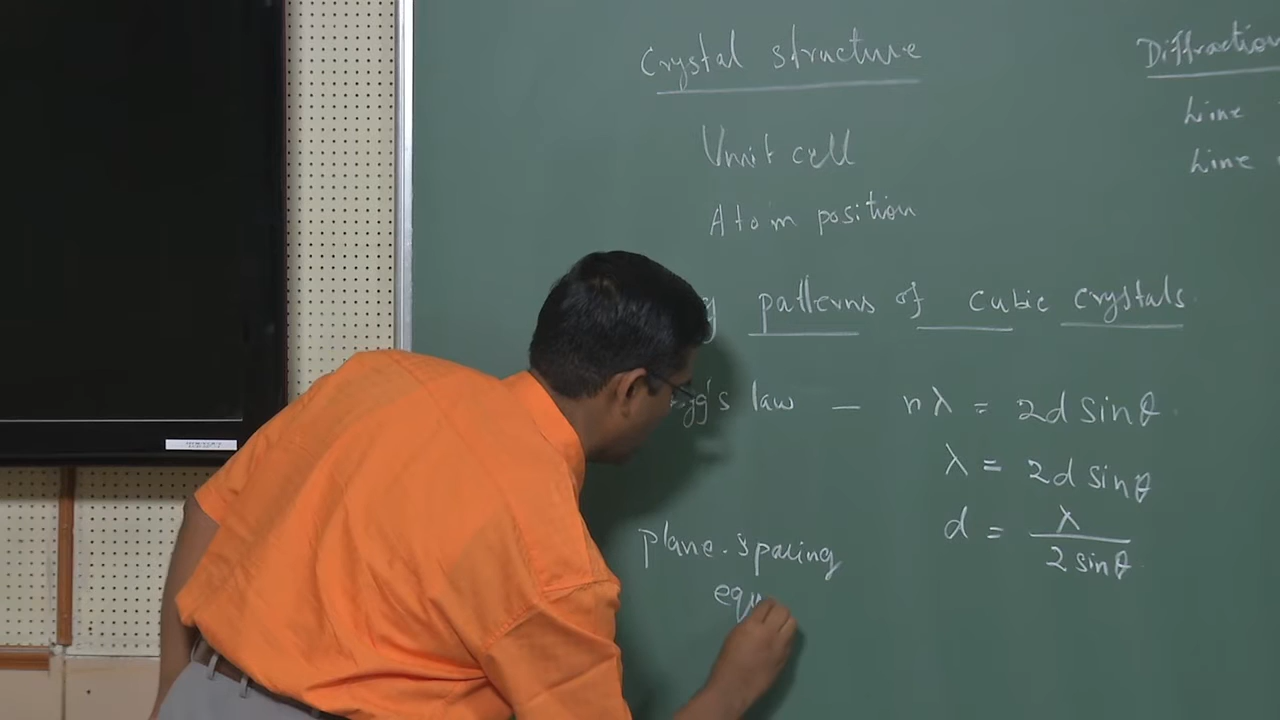 Crystal structure
Unit cell
Atom position
patterns of cubic crystals
law — nλ = 2d sinθ
λ = 2d sinθ
d = λ / 2 sinθ
plane-spacing
equ
Diffraction
Line
Line